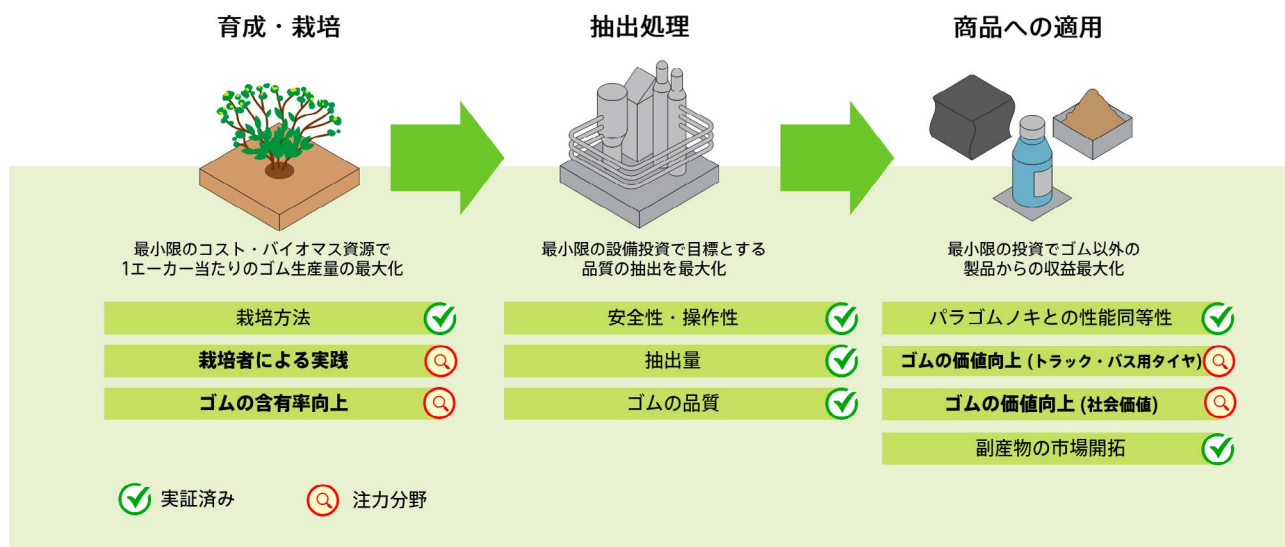 育成・栽培
抽出処理
商品への適用
最小限のコスト・バイオマス資源で
1エーカー当たりのゴム生産量の最大化
最小限の設備投資で目標とする
品質の抽出を最大化
最小限の投資でゴム以外の
製品からの収益最大化
栽培方法
栽培者による実践
ゴムの含有率向上
安全性・操作性
抽出量
ゴムの品質
パラゴムノキとの性能同等性
ゴムの価値向上 (トラック・バス用タイヤ)
ゴムの価値向上 (社会価値)
副産物の市場開拓
実証済み
注力分野